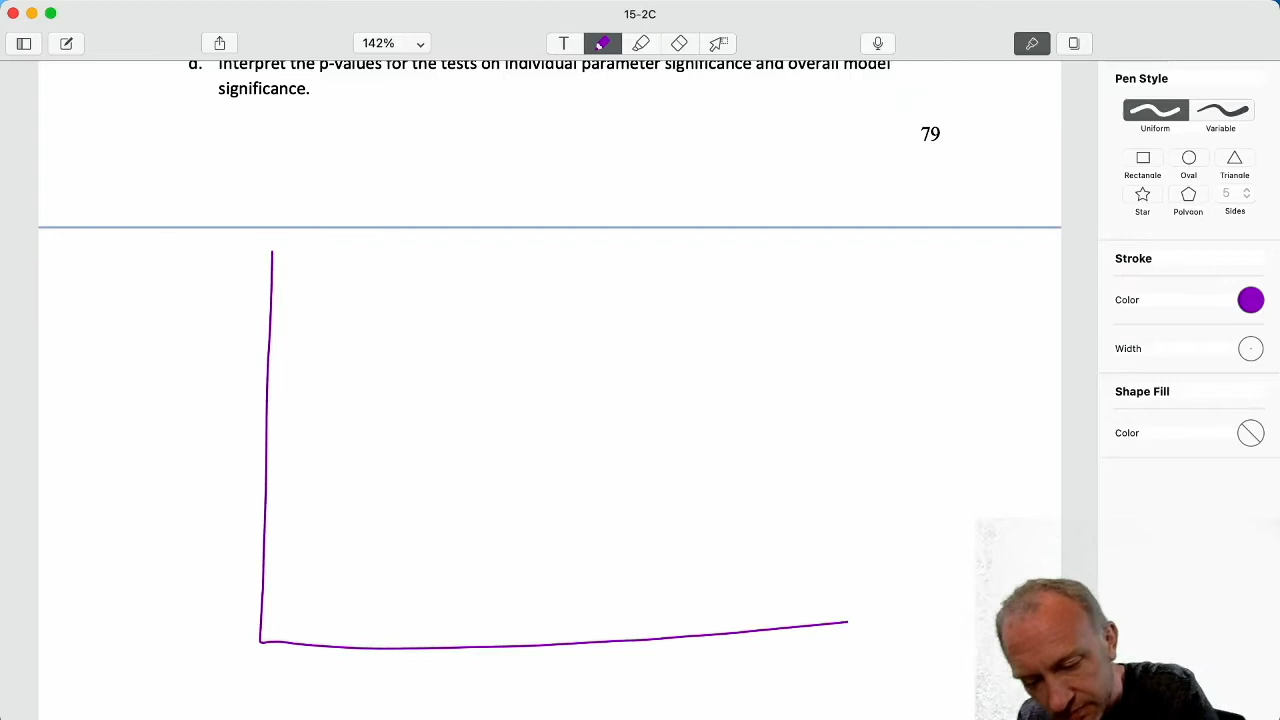 15-2C
142%
T
d. Interpret the p-values for the tests on individual parameter significance and overall model
significance.
79
Pen Style
Uniform
Variable
Rectangle
Oval
Triangle
5
Star
Polygon
Sides
Stroke
Color
Width
Shape Fill
Color